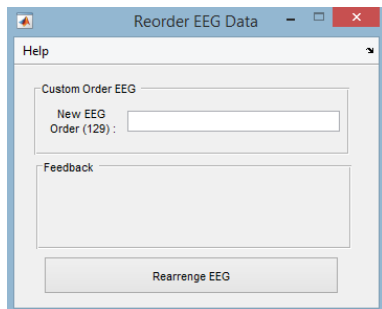 Reorder EEG Data
Help
Custom Order EEG
New EEG
Order (129) :
Feedback
Rearrenge EEG